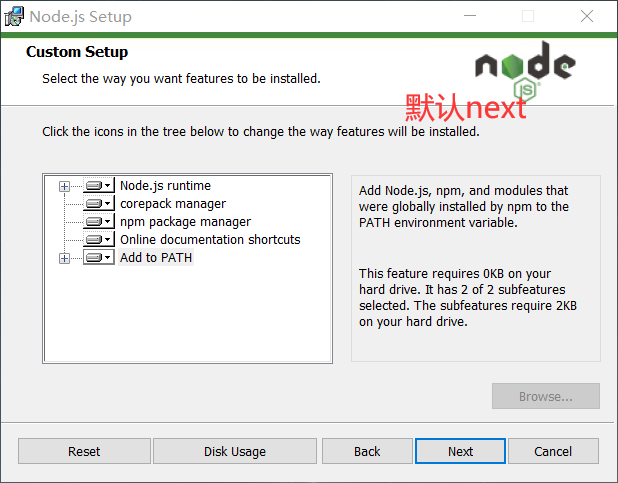 Node.js Setup
Custom Setup
Select the way you want features to be installed.
node
JS
默认next
Click the icons in the tree below to change the way features will be installed.
Node.js runtime
corepack manager
npm package manager
Online documentation shortcuts
Add to PATH
Add Node.js, npm, and modules that
were globally installed by npm to the
PATH environment variable.
This feature requires 0KB on your
hard drive. It has 2 of 2 subfeatures
selected. The subfeatures require 2KB
on your hard drive.
Browse...
Reset
Disk Usage
Back
Next
Cancel